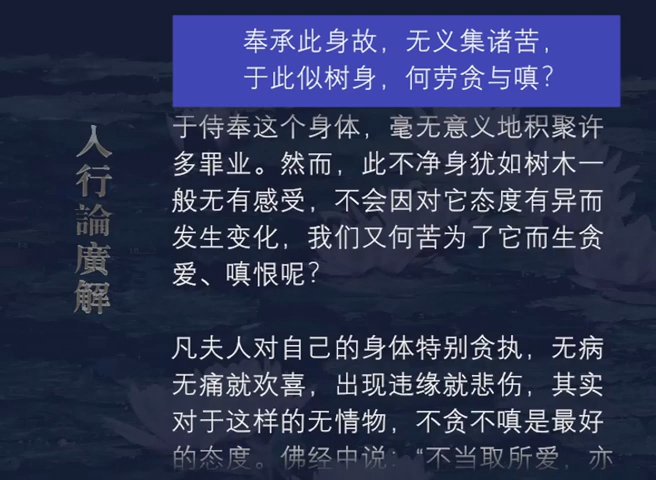 奉承此身故，无义集诸苦，
于此似树身，何劳贪与嗔？
入行論廣解
于侍奉这个身体，毫无意义地积聚许
多罪业。然而，此不净身犹如树木一
般无有感受，不会因对它态度有异而
发生变化，我们又何苦为了它而生贪
爱、嗔恨呢？
凡夫人对自己的身体特别贪执，无病
无痛就欢喜，出现违缘就悲伤，其实
对于这样的无情物，不贪不嗔是最好
的态度。佛经中说：“不当取所爱，亦